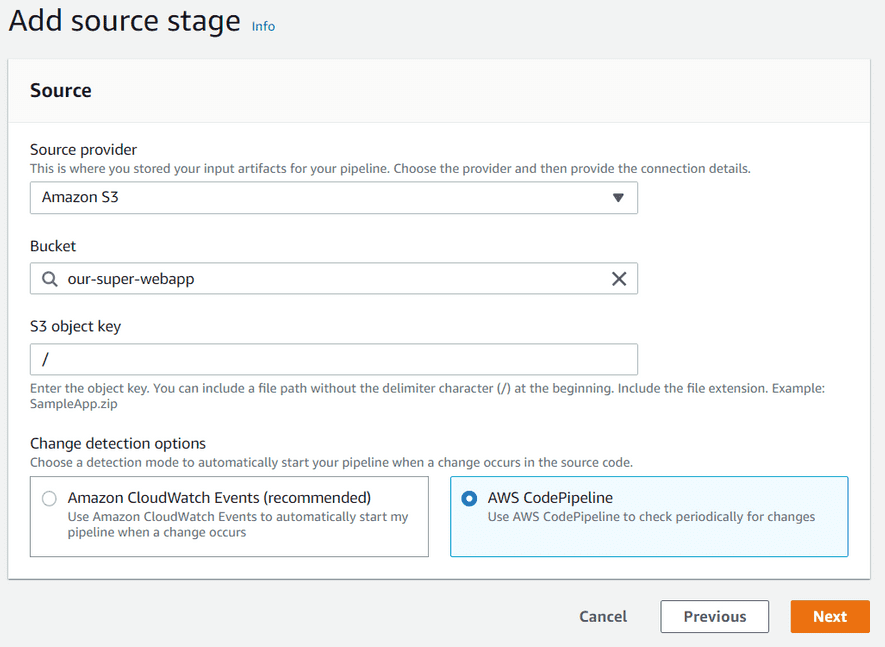 Add source stage Info
Source
Source provider
This is where you stored your input artifacts for your pipeline. Choose the provider and then provide the connection details.
Amazon S3
Bucket
our-super-webapp
S3 object key
/
Enter the object key. You can include a file path without the delimiter character (/) at the beginning. Include the file extension. Example:
SampleApp.zip
Change detection options
Choose a detection mode to automatically start your pipeline when a change occurs in the source code.
Amazon CloudWatch Events (recommended)
Use Amazon CloudWatch Events to automatically start my
pipeline when a change occurs
AWS CodePipeline
Use AWS CodePipeline to check periodically for changes
Cancel Previous Next